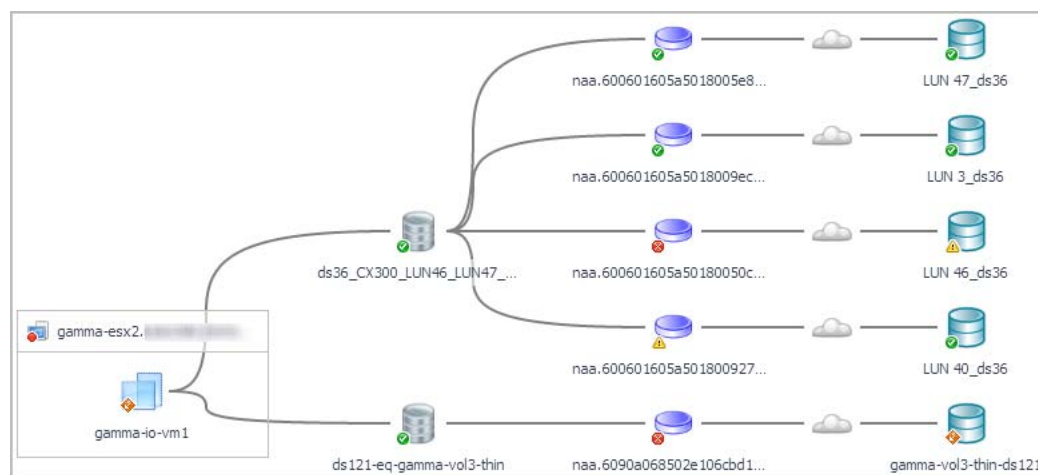 naa.600601605a5018005e8...
LUN 47_ds36
naa.600601605a5018009ec...
LUN 3_ds36
ds36_CX300_LUN46_LUN47_...
naa.600601605a50180050c...
LUN 46_ds36
gamma-esx2.
naa.600601605a501800927...
LUN 40_ds36
gamma-io-vm1
ds121-eq-gamma-vol3-thin
naa.6090a068502e106cbd1...
gamma-vol3-thin-ds121